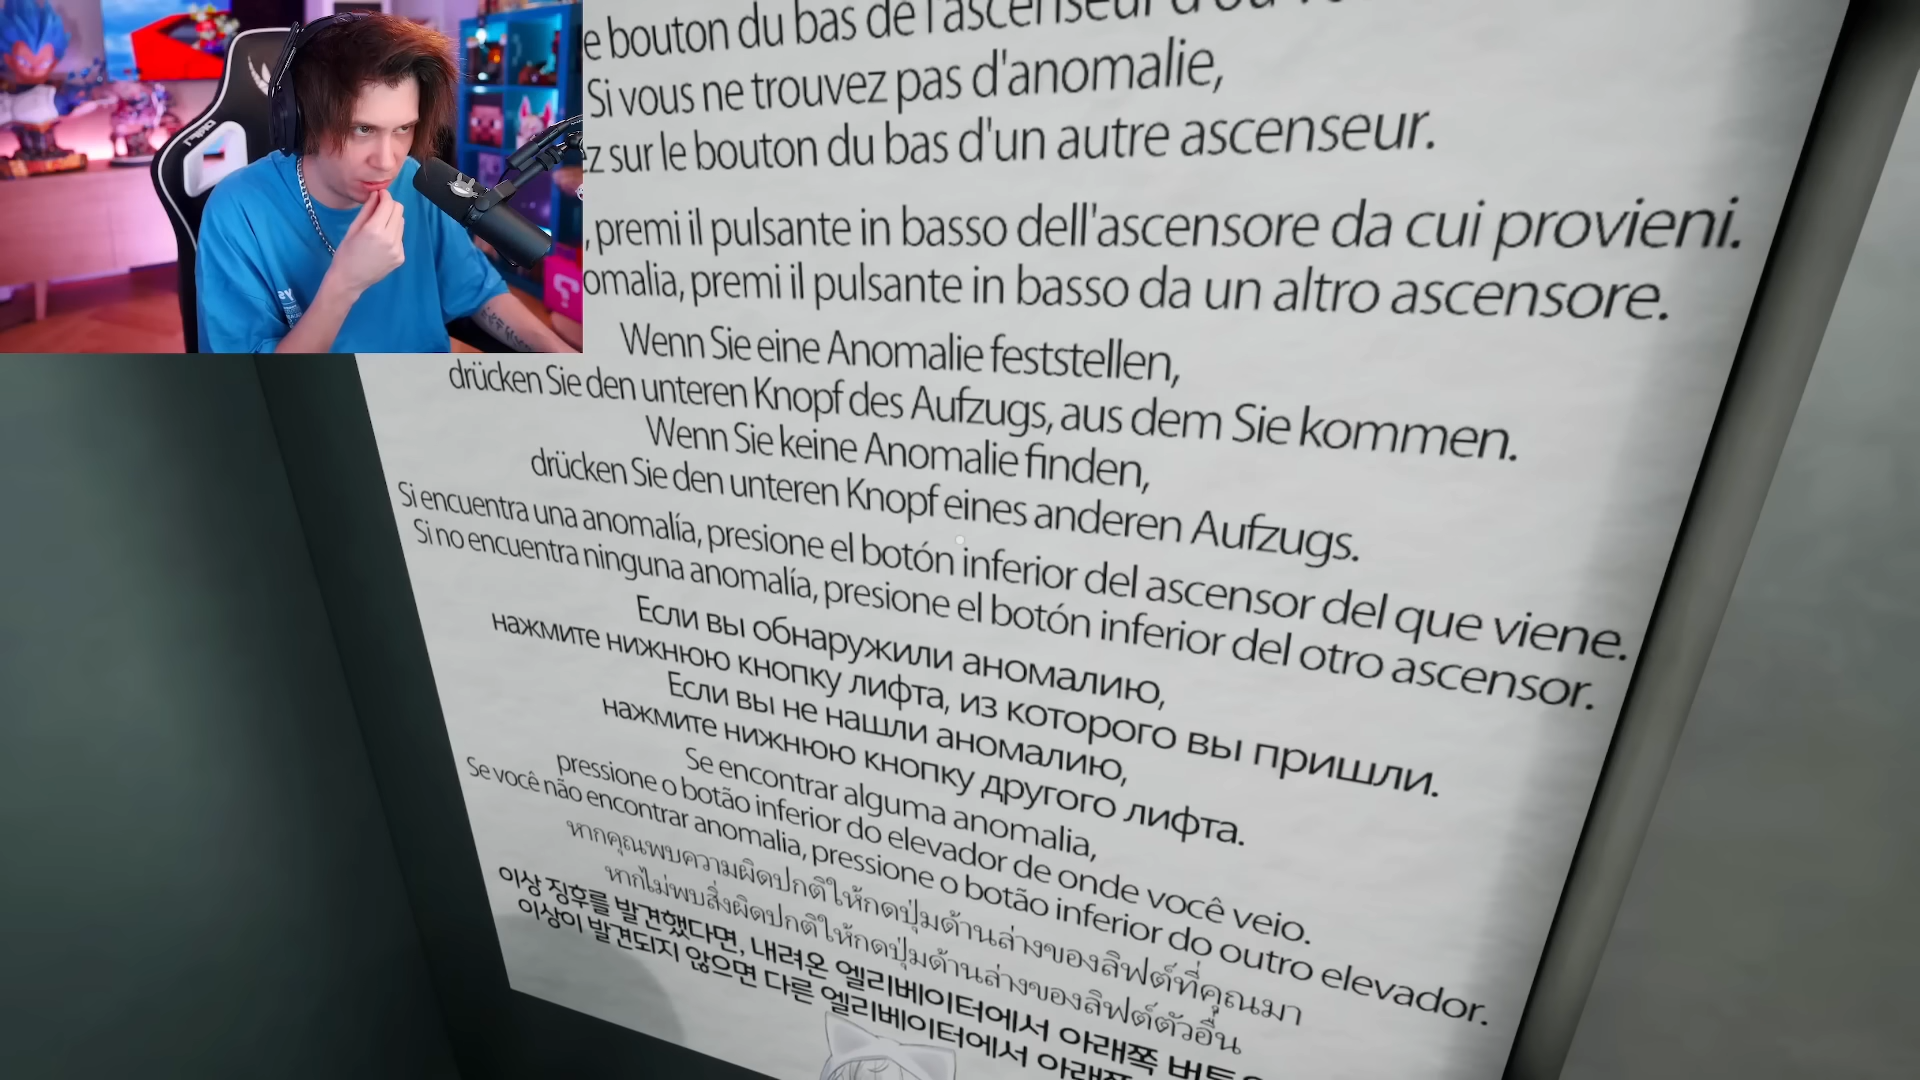 e bouton du bas de l'ascenseur d'où
Si vous ne trouvez pas d'anomalie,
z sur le bouton du bas d'un autre ascenseur.
, premi il pulsante in basso dell'ascensore da cui provieni.
omalia, premi il pulsante in basso da un altro ascensore.
Wenn Sie eine Anomalie feststellen,
drücken Sie den unteren Knopf des Aufzugs, aus dem Sie kommen.
Wenn Sie keine Anomalie finden,
drücken Sie den unteren Knopf eines anderen Aufzugs.
Si encuentra una anomalía, presione el botón inferior del ascensor del que viene.
Si no encuentra ninguna anomalía, presione el botón inferior del otro ascensor.
Если вы обнаружили аномалию,
нажмите нижнюю кнопку лифта, из которого вы пришли.
Если вы не нашли аномалию,
нажмите нижнюю кнопку другого лифта.
Se encontrar alguma anomalia,
pressione o botão inferior do elevador de onde você veio.
Se você não encontrar anomalia, pressione o botão inferior do outro elevador.
หากคุณพบความผิดปกติให้กดปุ่มด้านล่างของลิฟต์ที่คุณมา
หากไม่พบสิ่งผิดปกติให้กดปุ่มด้านล่างของลิฟต์ตัวอื่น
이상 징후를 발견했다면, 내려온 엘리베이터에서 아래쪽 버튼
이상이 발견되지 않으면 다른 엘리베이터에서 아래쪽